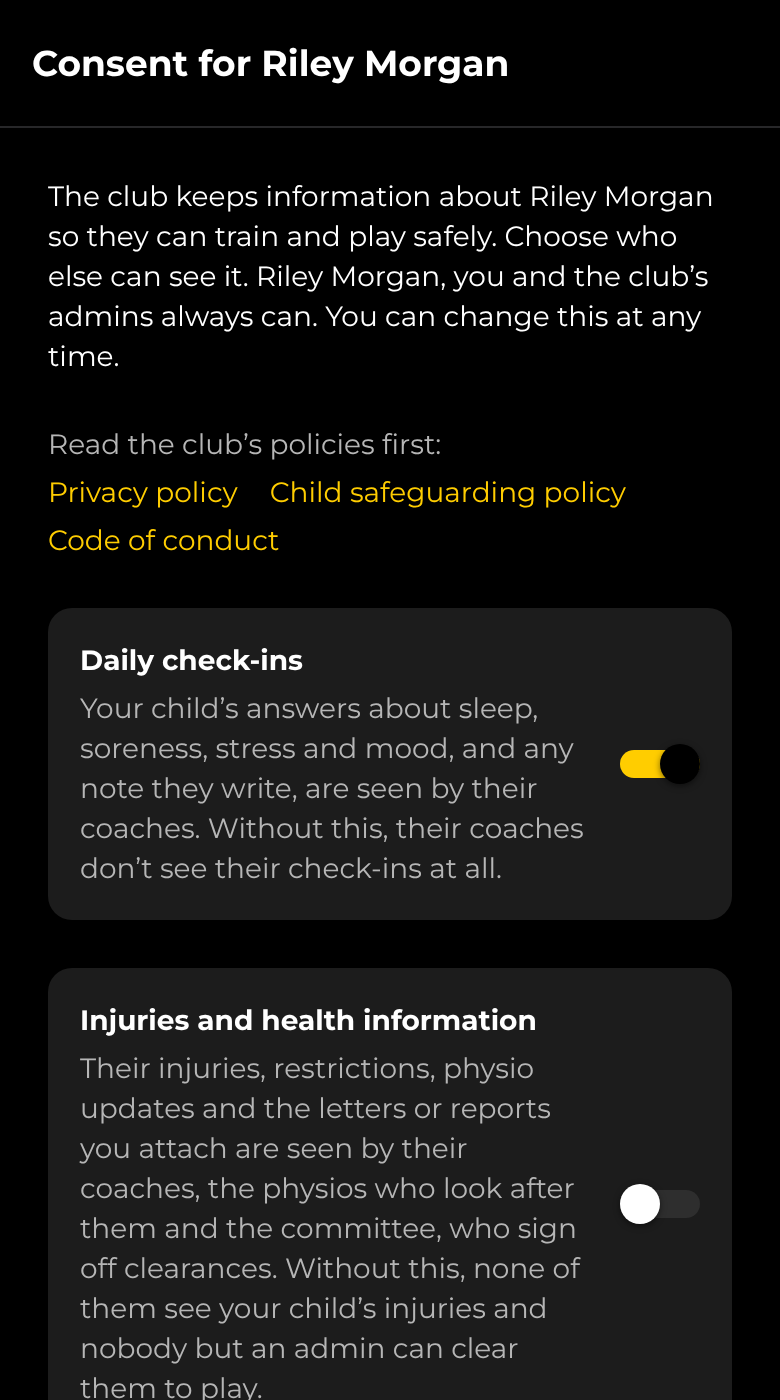 Consent for Riley Morgan
The club keeps information about Riley Morgan
so they can train and play safely. Choose who
else can see it. Riley Morgan, you and the club’s
admins always can. You can change this at any
time.
Read the club’s policies first:
Privacy policy Child safeguarding policy
Code of conduct
Daily check-ins
Your child’s answers about sleep,
soreness, stress and mood, and any
note they write, are seen by their
coaches. Without this, their coaches
don’t see their check-ins at all.
Injuries and health information
Their injuries, restrictions, physio
updates and the letters or reports
you attach are seen by their
coaches, the physios who look after
them and the committee, who sign
off clearances. Without this, none of
them see your child’s injuries and
nobody but an admin can clear
them to play.